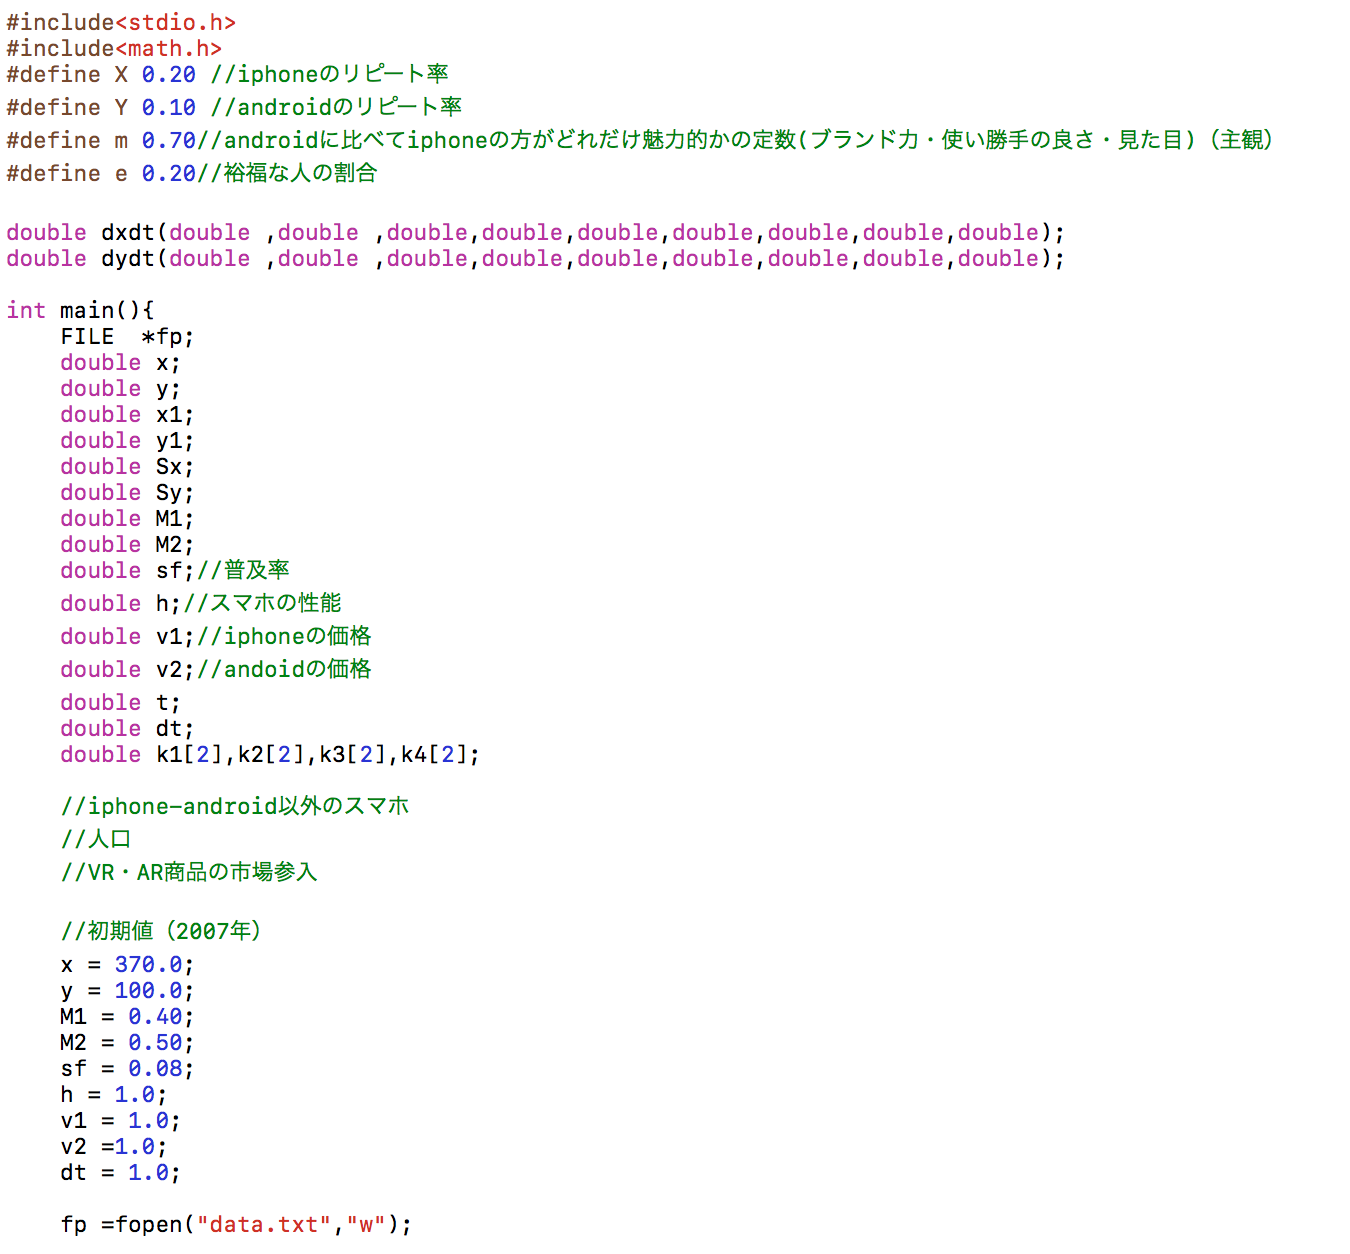 #include<stdio.h>
#include<math.h>
#define X 0.20 //iphoneのリピート率
#define Y 0.10 //androidのリピート率
#define m 0.70//androidに比べてiphoneの方がどれだけ魅力的かの定数(ブランド力・使い勝手の良さ・見た目)（主観）
#define e 0.20//裕福な人の割合
double dxdt(double ,double ,double,double,double,double,double,double,double);
double dydt(double ,double ,double,double,double,double,double,double,double);
int main(){
    FILE  *fp;
    double x;
    double y;
    double x1;
    double y1;
    double Sx;
    double Sy;
    double M1;
    double M2;
    double sf;//普及率
    double h;//スマホの性能
    double v1;//iphoneの価格
    double v2;//andoidの価格
    double t;
    double dt;
    double k1[2],k2[2],k3[2],k4[2];
    //iphone-android以外のスマホ
    //人口
    //VR・AR商品の市場参入
    //初期値（2007年）
    x = 370.0;
    y = 100.0;
    M1 = 0.40;
    M2 = 0.50;
    sf = 0.08;
    h = 1.0;
    v1 = 1.0;
    v2 =1.0;
    dt = 1.0;
    fp =fopen("data.txt","w");